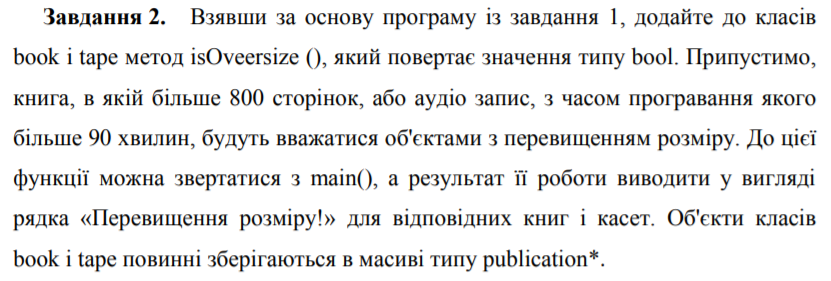 Завдання 2. Взявши за основу програму із завдання 1, додайте до класів
book і tape метод isOveersize (), який повертає значення типу bool. Припустимо,
книга, в якій більше 800 сторінок, або аудіо запис, з часом програвання якого
більше 90 хвилин, будуть вважатися об'єктами з перевищенням розміру. До цієї
функції можна звертатися з main(), а результат її роботи виводити у вигляді
рядка «Перевищення розміру!» для відповідних книг і касет. Об'єкти класів
book і tape повинні зберігаються в масиві типу publication*.